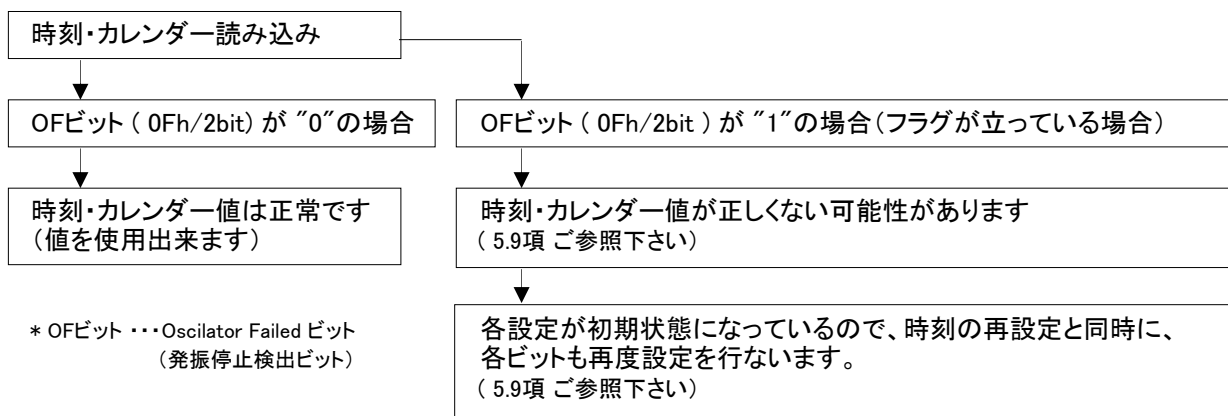 時刻・カレンダー読み込み
OFビット ( 0Fh/2bit) が "0"の場合
OFビット ( 0Fh/2bit ) が "1"の場合(フラグが立っている場合)
時刻・カレンダー値は正常です
(値を使用出来ます)
時刻・カレンダー値が正しくない可能性があります
( 5.9項 ご参照下さい)
* OFビット ・・・Oscilator Failed ビット
(発振停止検出ビット)
各設定が初期状態になっているので、時刻の再設定と同時に、
各ビットも再度設定を行ないます。
( 5.9項 ご参照下さい)